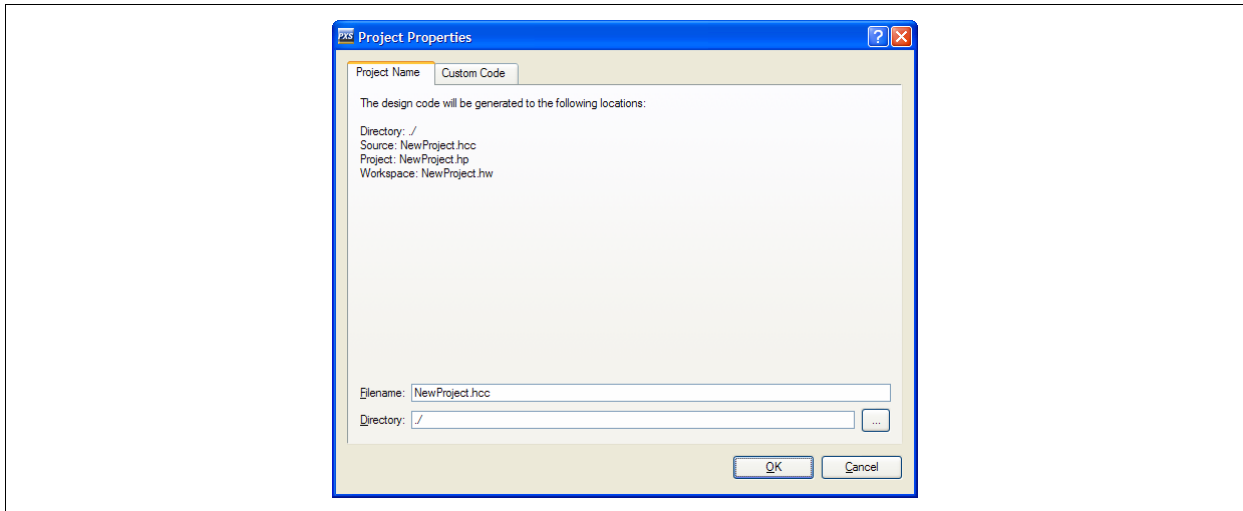 PXS Project Properties
Project Name Custom Code
The design code will be generated to the following locations:
Directory: ./
Source: NewProject.hcc
Project: NewProject.hp
Workspace: NewProject.hw
Filename: NewProject.hcc
Directory: ./ ...
OK Cancel